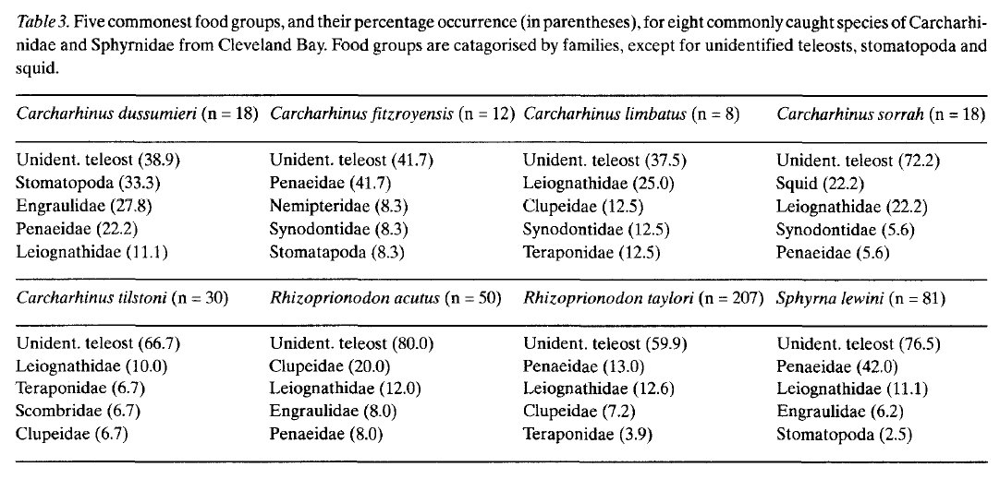 Table 3. Five commonest food groups, and their percentage occurrence (in parentheses), for eight commonly caught species of Carcharhi-
nidae and Sphyrnidae from Cleveland Bay. Food groups are catagorised by families, except for unidentified teleosts, stomatopoda and
squid.
Carcharhinus dussumieri (n = 18) Carcharhinus fitzroyensis (n = 12) Carcharhinus limbatus (n = 8) Carcharhinus sorrah (n = 18)
Unident. teleost (38.9) Unident. teleost (41.7) Unident. teleost (37.5) Unident. teleost (72.2)
Stomatopoda (33.3) Penaeidae (41.7) Leiognathidae (25.0) Squid (22.2)
Engraulidae (27.8) Nemipteridae (8.3) Clupeidae (12.5) Leiognathidae (22.2)
Penaeidae (22.2) Synodontidae (8.3) Synodontidae (12.5) Synodontidae (5.6)
Leiognathidae (11.1) Stomatapoda (8.3) Teraponidae (12.5) Penaeidae (5.6)
Carcharhinus tilstoni (n = 30) Rhizoprionodon acutus (n = 50) Rhizoprionodon taylori (n = 207) Sphyrna lewini (n = 81)
Unident. teleost (66.7) Unident. teleost (80.0) Unident. teleost (59.9) Unident. teleost (76.5)
Leiognathidae (10.0) Clupeidae (20.0) Penaeidae (13.0) Penaeidae (42.0)
Teraponidae (6.7) Leiognathidae (12.0) Leiognathidae (12.6) Leiognathidae (11.1)
Scombridae (6.7) Engraulidae (8.0) Clupeidae (7.2) Engraulidae (6.2)
Clupeidae (6.7) Penaeidae (8.0) Teraponidae (3.9) Stomatopoda (2.5)